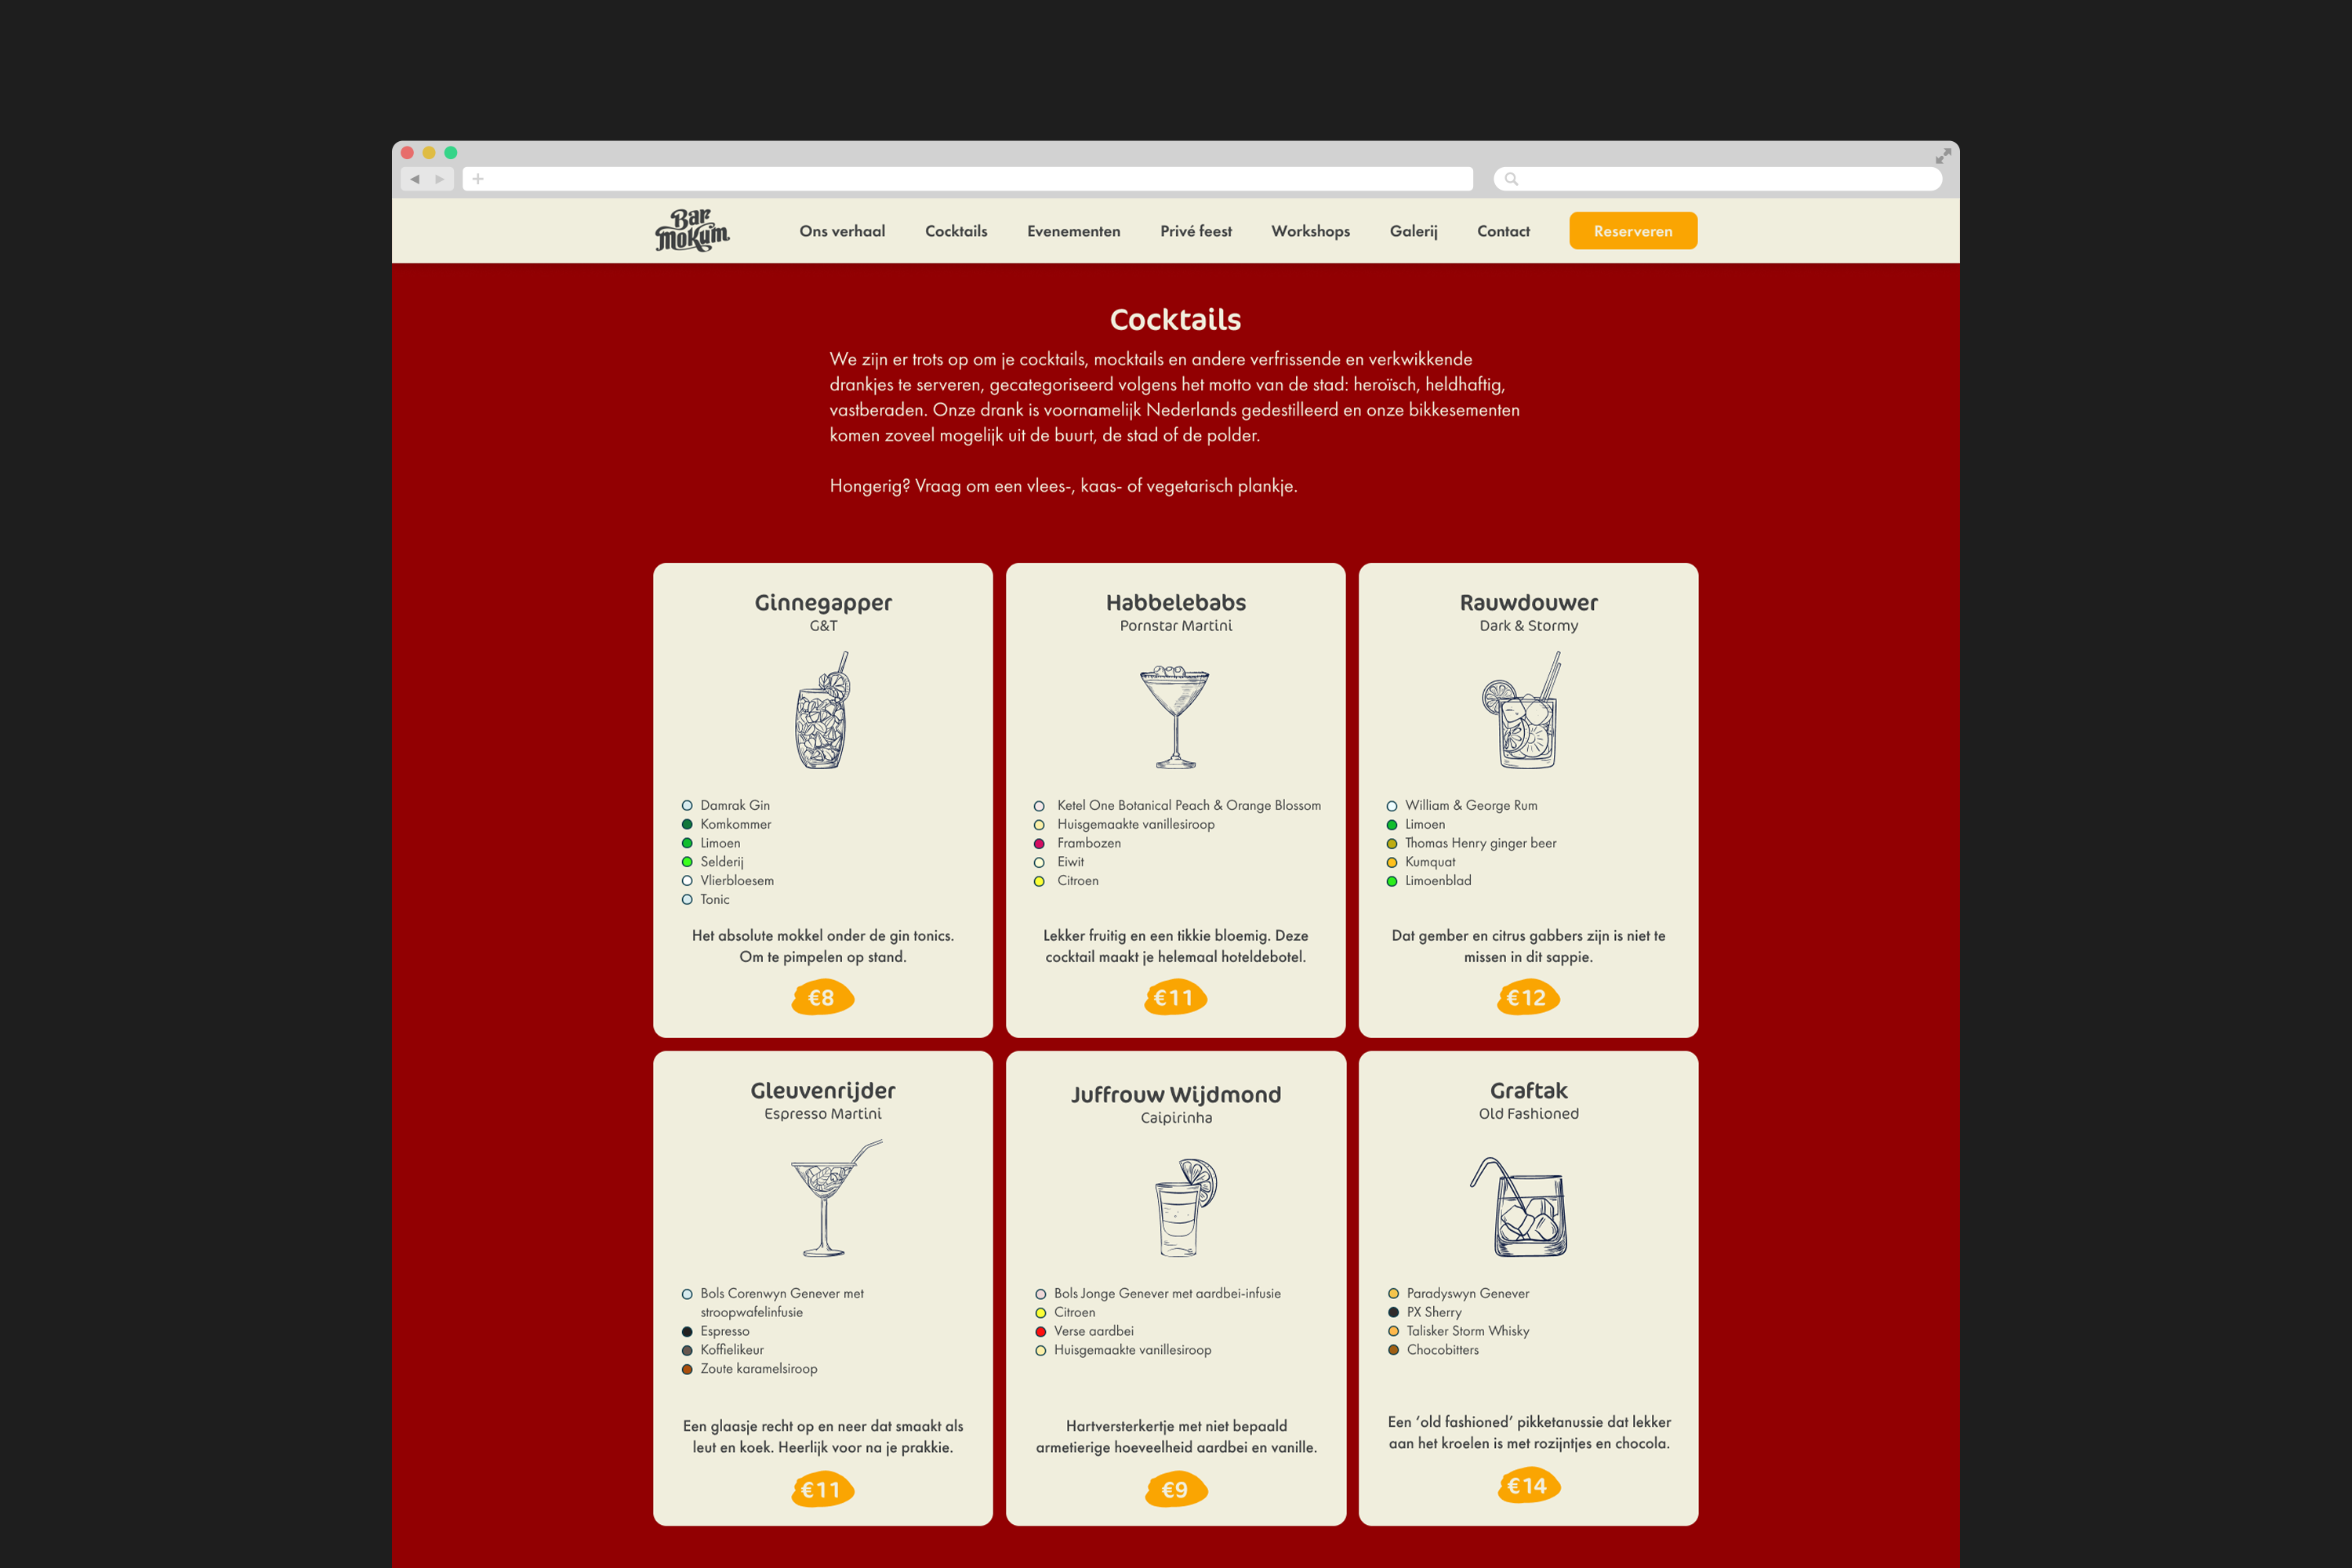 Bar
Mokum
Ons verhaal
Cocktails
Evenementen
Privé feest
Workshops
Galerij
Contact
Reserveren
Cocktails
We zijn er trots op om je cocktails, mocktails en andere verfrissende en verkwikkende
drankjes te serveren, gecategoriseerd volgens het motto van de stad: heroïsch, heldhaftig,
vastberaden. Onze drank is voornamelijk Nederlands gedestilleerd en onze bikkesementen
komen zoveel mogelijk uit de buurt, de stad of de polder.
Hongerig? Vraag om een vlees-, kaas- of vegetarisch plankje.
Ginnegapper
G&T
Damrak Gin
Komkommer
Limoen
Selderij
Vlierbloesem
Tonic
Het absolute mokkel onder de gin tonics.
Om te pimpelen op stand.
€8
Habbelebabs
Pornstar Martini
Ketel One Botanical Peach & Orange Blossom
Huisgemaakte vanillesiroop
Frambozen
Eiwit
Citroen
Lekker fruitig en een tikkie bloemig. Deze
cocktail maakt je helemaal hoteldebotel.
€11
Rauwdouwer
Dark & Stormy
William & George Rum
Limoen
Thomas Henry ginger beer
Kumquat
Limoenblad
Dat gember en citrus gabbers zijn is niet te
missen in dit sappie.
€12
Gleuvenrijder
Espresso Martini
Bols Corenwyn Genever met
stroopwafelinfusie
Espresso
Koffielikeur
Zoute karamelsiroop
Een glaasje recht op en neer dat smaakt als
leut en koek. Heerlijk voor na je prakkie.
€11
Juffrouw Wijdmond
Caipirinha
Bols Jonge Genever met aardbei-infusie
Citroen
Verse aardbei
Huisgemaakte vanillesiroop
Hartversterkertje met niet bepaald
armetierige hoeveelheid aardbei en vanille.
€9
Graftak
Old Fashioned
Paradyswyn Genever
PX Sherry
Talisker Storm Whisky
Chocobitters
Een ‘old fashioned’ pikketanussie dat lekker
aan het kroelen is met rozijntjes en chocola.
€14